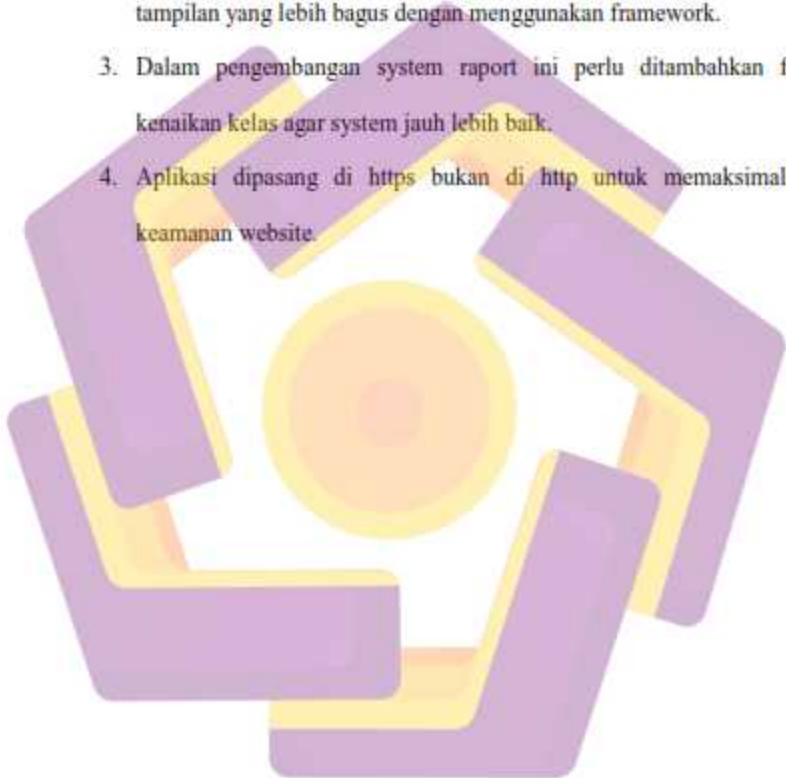 tampilan yang lebih bagus dengan menggunakan framework.
3. Dalam pengembangan system raport ini perlu ditambahkan f
kenaikan kelas agar system jauh lebih baik.
4. Aplikasi dipasang di https bukan di http untuk memaksimal
keamanan website.